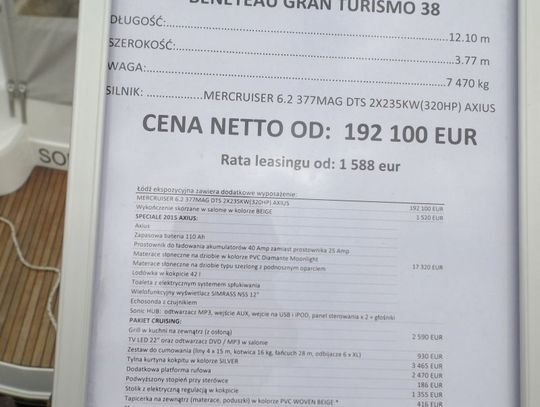 BENETEAU GRAN TURISMO 38
DŁUGOŚĆ:..........12.10 m
SZEROKOŚĆ:..........3.77 m
WAGA:..........7 470 kg
SILNIK: ..........MERCRUISER 6.2 377MAG DTS 2X235KW(320HP) AXIUS
CENA NETTO OD: 192 100 EUR
Rata leasingu od: 1 588 eur
SO
Łódź ekspozycyjna zawiera dodatkowe wyposażenie:
MERCRUISER 6.2 377MAG DTS 2X235KW(320HP) AXIUS 192 100 EUR
Wykończenie skórzane w salonie w kolorze BEIGE 1 520 EUR
SPECIALE 2015 AXIUS:
Axius
Zapasowa bateria 110 Ah
Prostownik do ładowania akumulatorów 40 Amp zamiast prostownika 25 Amp
Materace słoneczne na dziobie w kolorze PVC Diamante Moonlight
Materace słoneczne na dziobie typu szezlong z podnosznym oparciem 17 320 EUR
Lodówka w kokpicie 42 l
Toaleta z elektrycznym systemem spłukiwania
Wielofunkcyjny wyświetlacz SIMRASS NSS 12"
Echosonda z czujnikiem
Sonic HUB: odtwarzacz MP3, wejście AUX, wejście na USB i iPOD, panel sterowania x 2 + głośniki
PAKIET CRUISING:
Grill w kuchni na zewnątrz (z osłoną) 2 590 EUR
TV LED 22" oraz odtwarzacz DVD / MP3 w salonie
Zestaw do cumowania (liny 4 x 15 m, kotwica 16 kg, łańcuch 28 m, odbijacze 6 x XL) 930 EUR
Tylna kurtyna kokpitu w kolorze SILVER 3 465 EUR
Dodatkowa platforma rufowa 2 470 EUR
Podwyższony stopień przy sterówce 186 EUR
Stolik z elektryczną regulacją w kokpicie 1 355 EUR
Tapicerka na zewnątrz (materace, poduszki) w kolorze PVC WOVEN BEIGE * 416 EUR